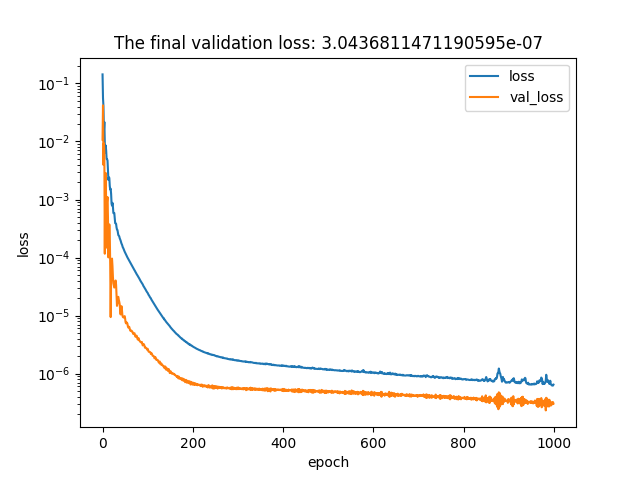 The final validation loss: 3.0436811471190595e-07
loss
val_loss
10⁻¹
10⁻²
10⁻³
10⁻⁴
10⁻⁵
10⁻⁶
loss
0 200 400 600 800 1000
epoch